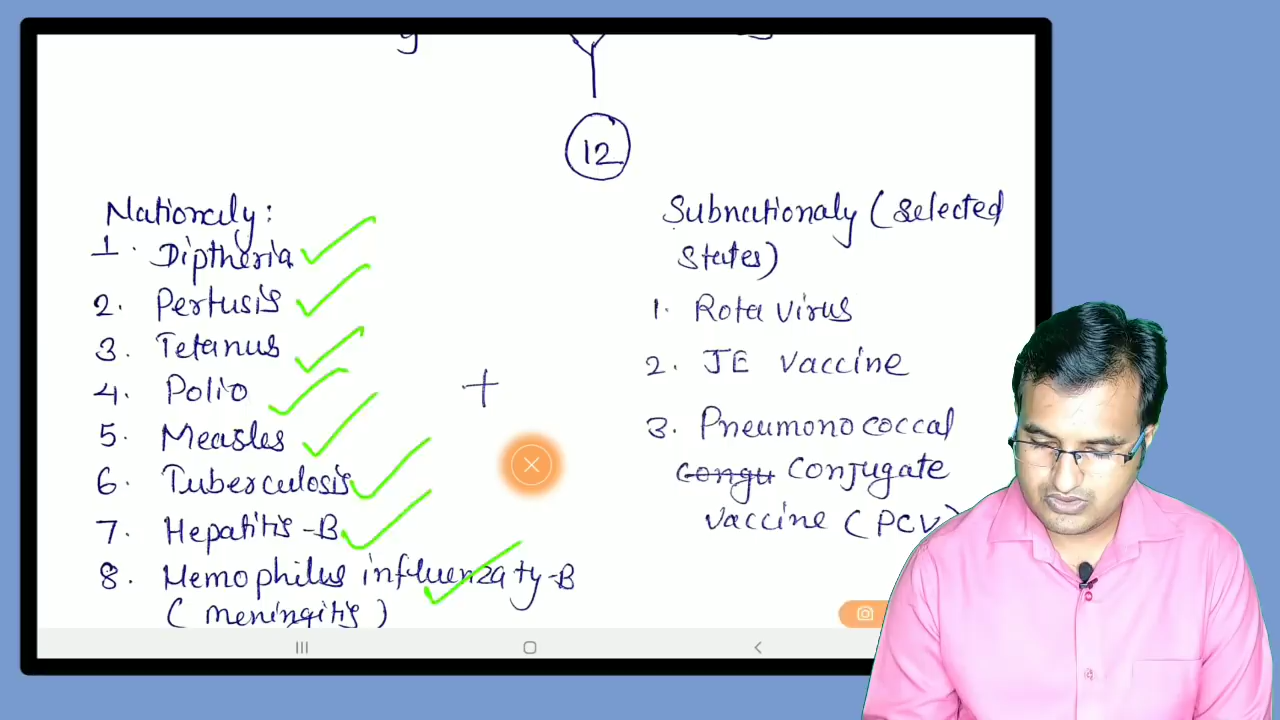 12
Nationaly:
1. Diptheria
2. Pertusis
3. Tetanus
4. Polio
5. Measles
6. Tuberculosis
7. Hepatitis-B
8. Hemophilus influenza ty-B
(meningitis)
+
Subnationaly (selected
states)
1. Rota virus
2. JE vaccine
3. Pneumonococcal
congu conjugate
vaccine (PCV)